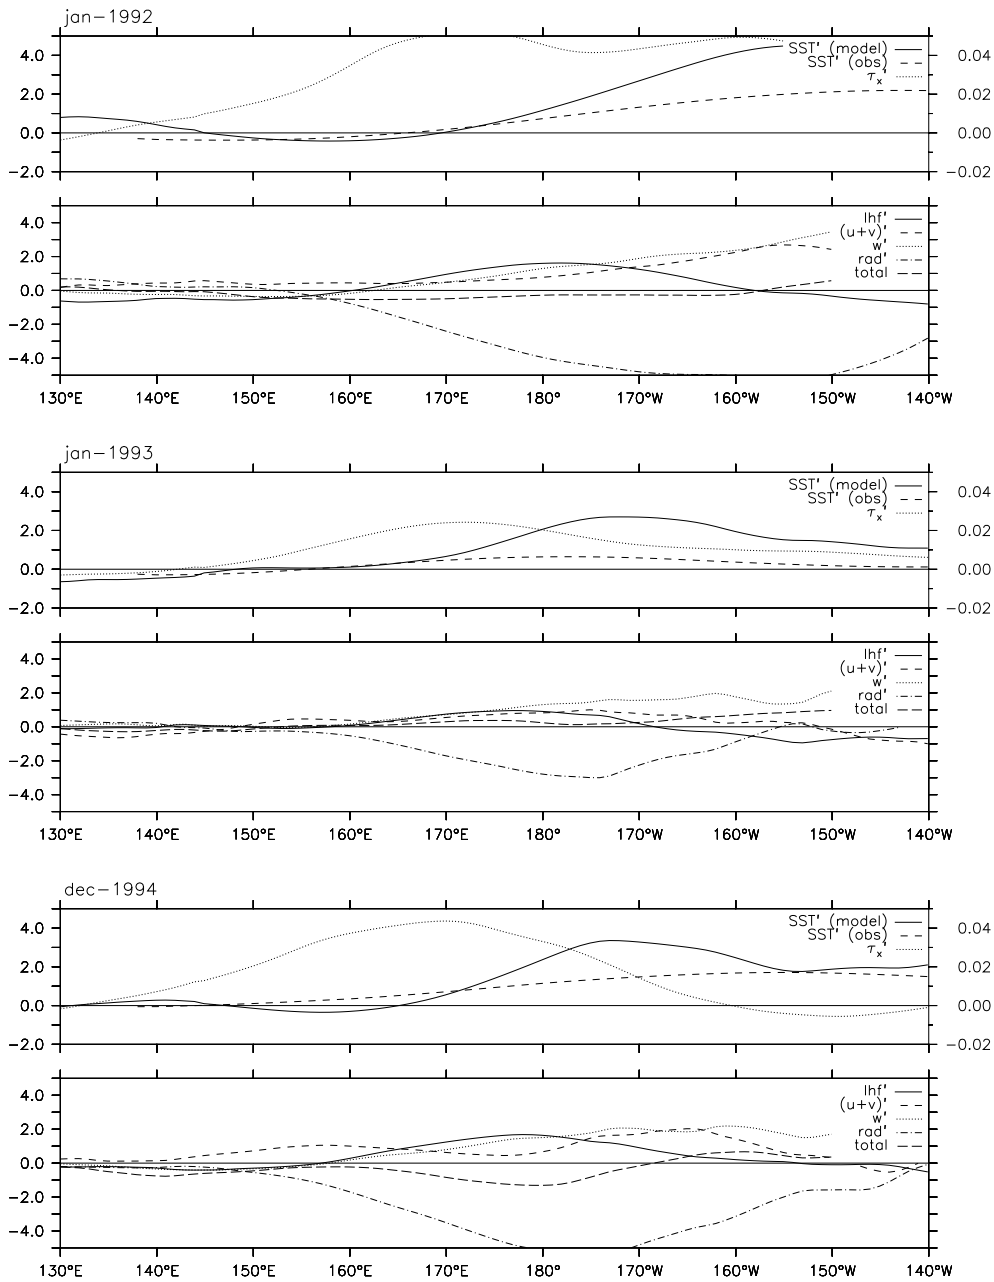 jan−1992
4.0 SST' (model) 0.04
SST' (obs)
τx'
2.0 0.02
0.0 0.00
−2.0 −0.02
lhf'
4.0 (u+v)'
w'
2.0 rad'
total
0.0
−2.0
−4.0
130°E 140°E 150°E 160°E 170°E 180° 170°W 160°W 150°W 140°W
jan−1993
4.0 SST' (model) 0.04
SST' (obs)
τx'
2.0 0.02
0.0 0.00
−2.0 −0.02
lhf'
4.0 (u+v)'
w'
2.0 rad'
total
0.0
−2.0
−4.0
130°E 140°E 150°E 160°E 170°E 180° 170°W 160°W 150°W 140°W
dec−1994
4.0 SST' (model) 0.04
SST' (obs)
τx'
2.0 0.02
0.0 0.00
−2.0 −0.02
lhf'
4.0 (u+v)'
w'
2.0 rad'
total
0.0
−2.0
−4.0
130°E 140°E 150°E 160°E 170°E 180° 170°W 160°W 150°W 140°W